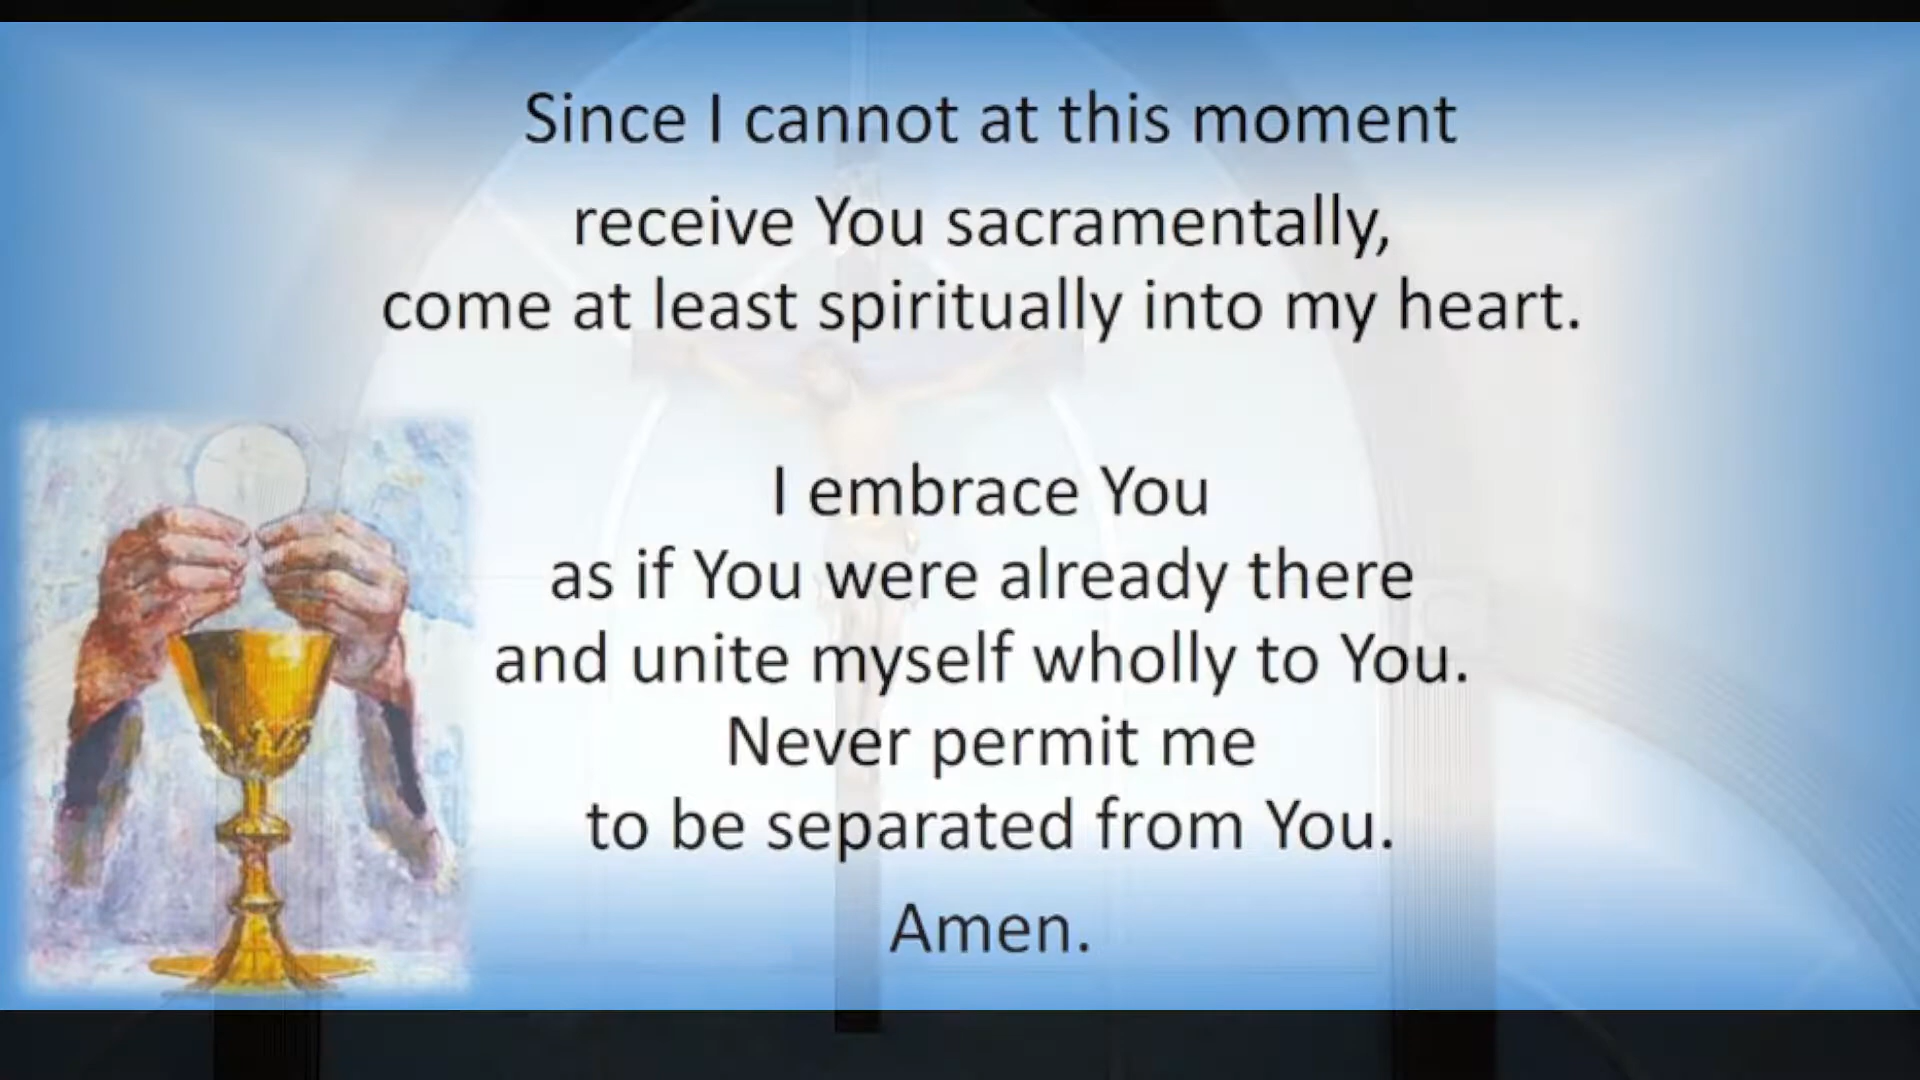 Since I cannot at this moment
receive You sacramentally,
come at least spiritually into my heart.
I embrace You
as if You were already there
and unite myself wholly to You.
Never permit me
to be separated from You.
Amen.